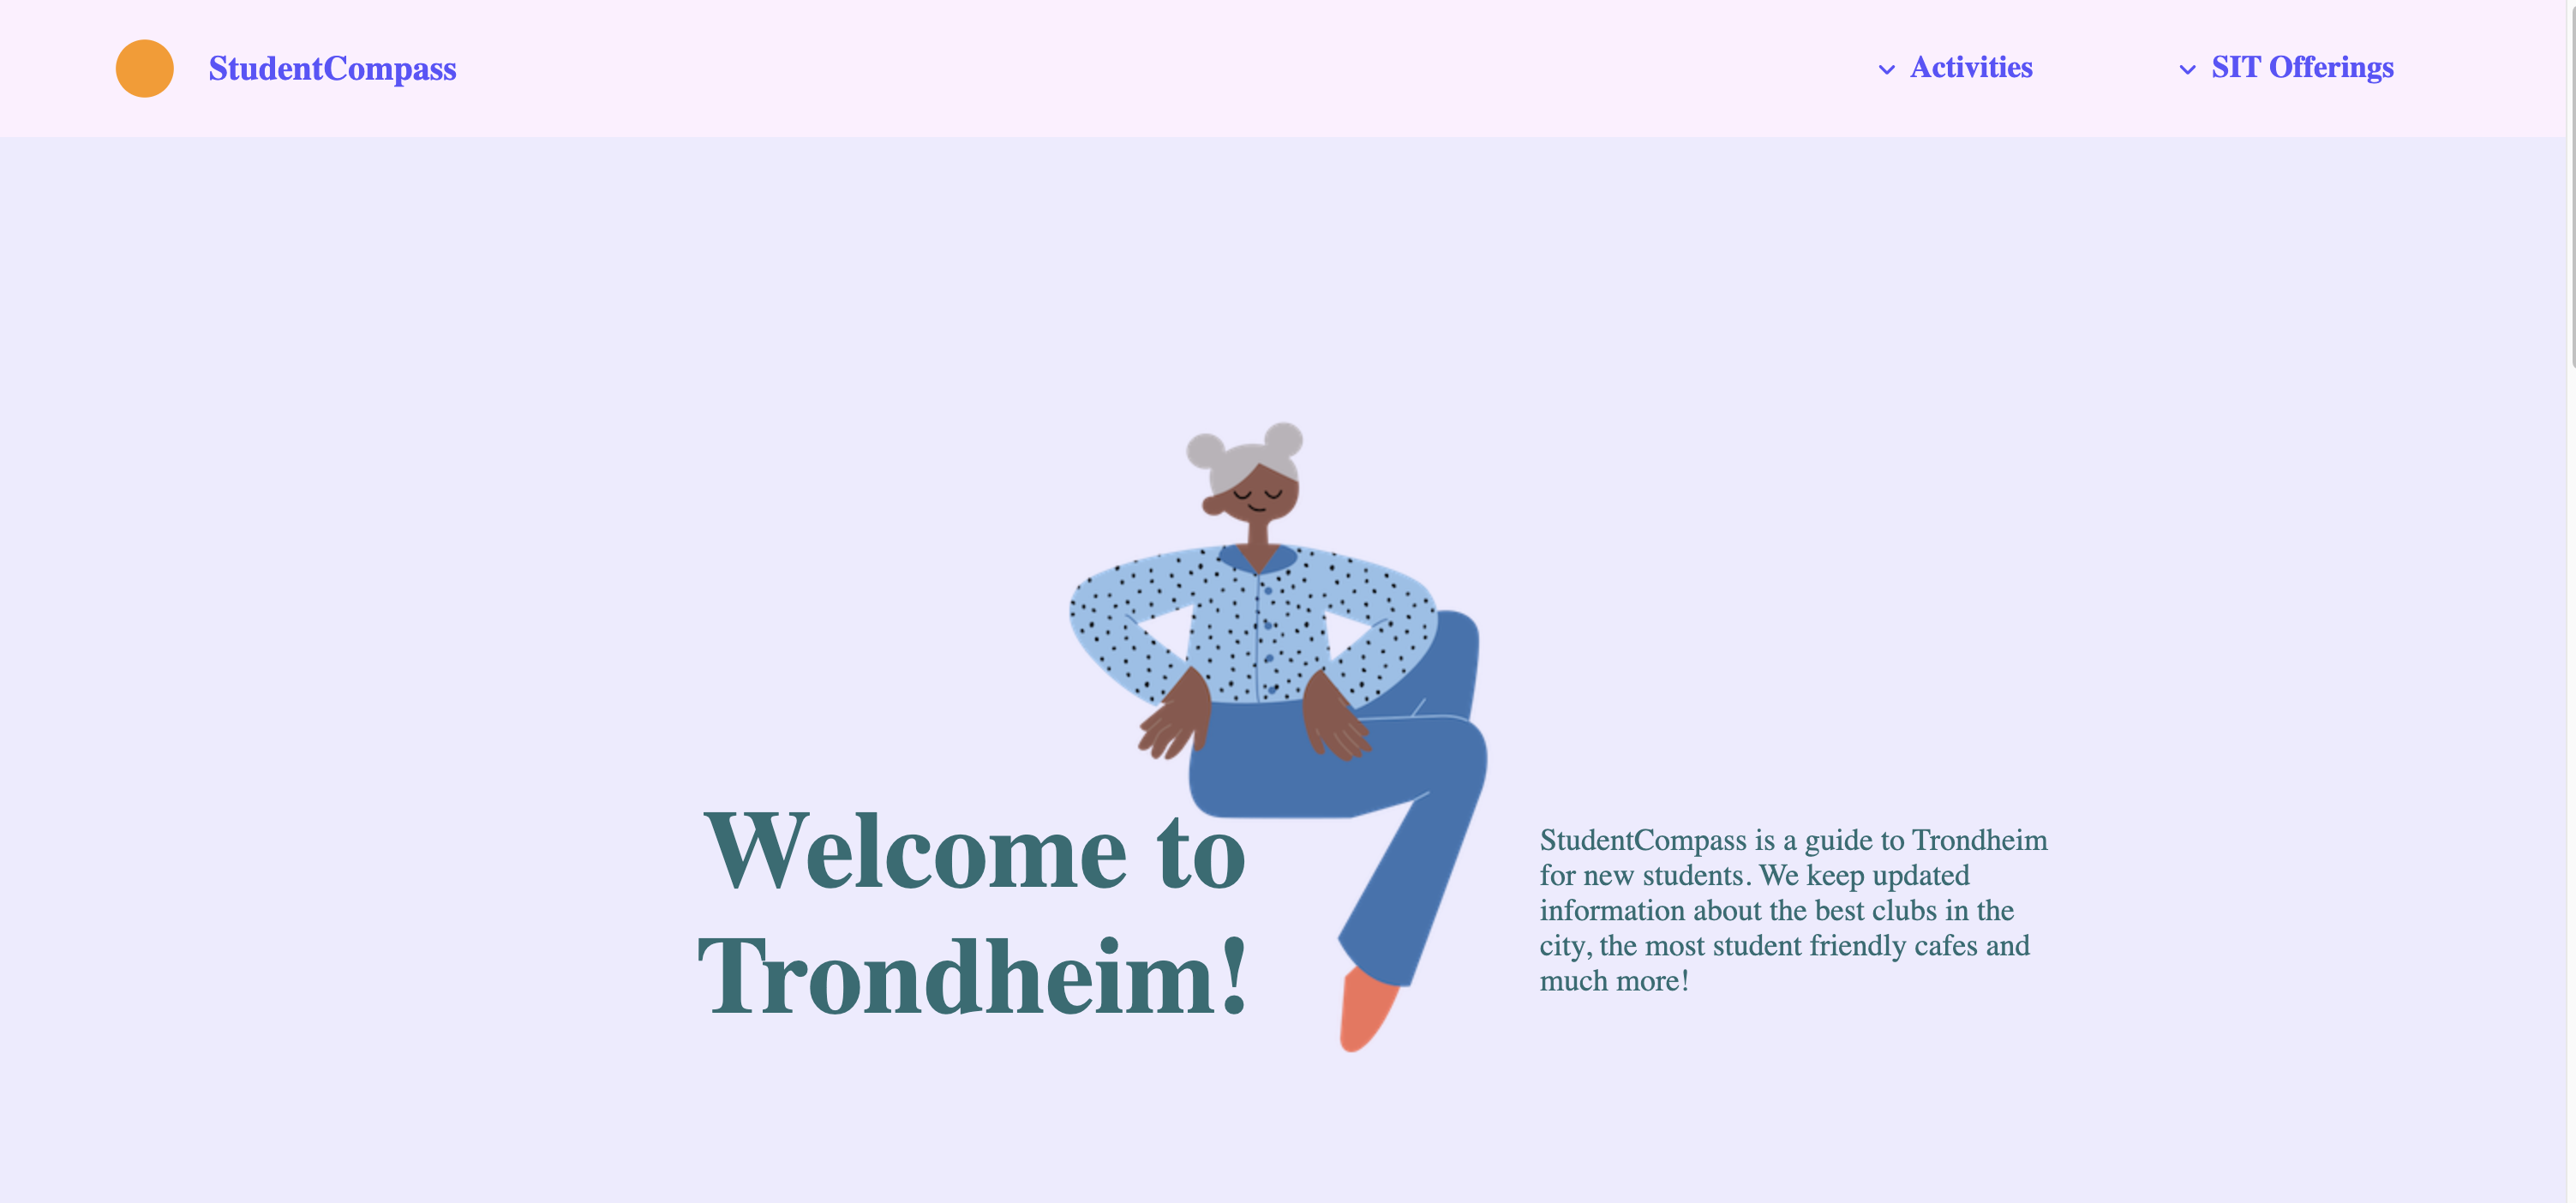 StudentCompass
Activities
SIT Offerings
Welcome to
Trondheim!
StudentCompass is a guide to Trondheim
for new students. We keep updated
information about the best clubs in the
city, the most student friendly cafes and
much more!